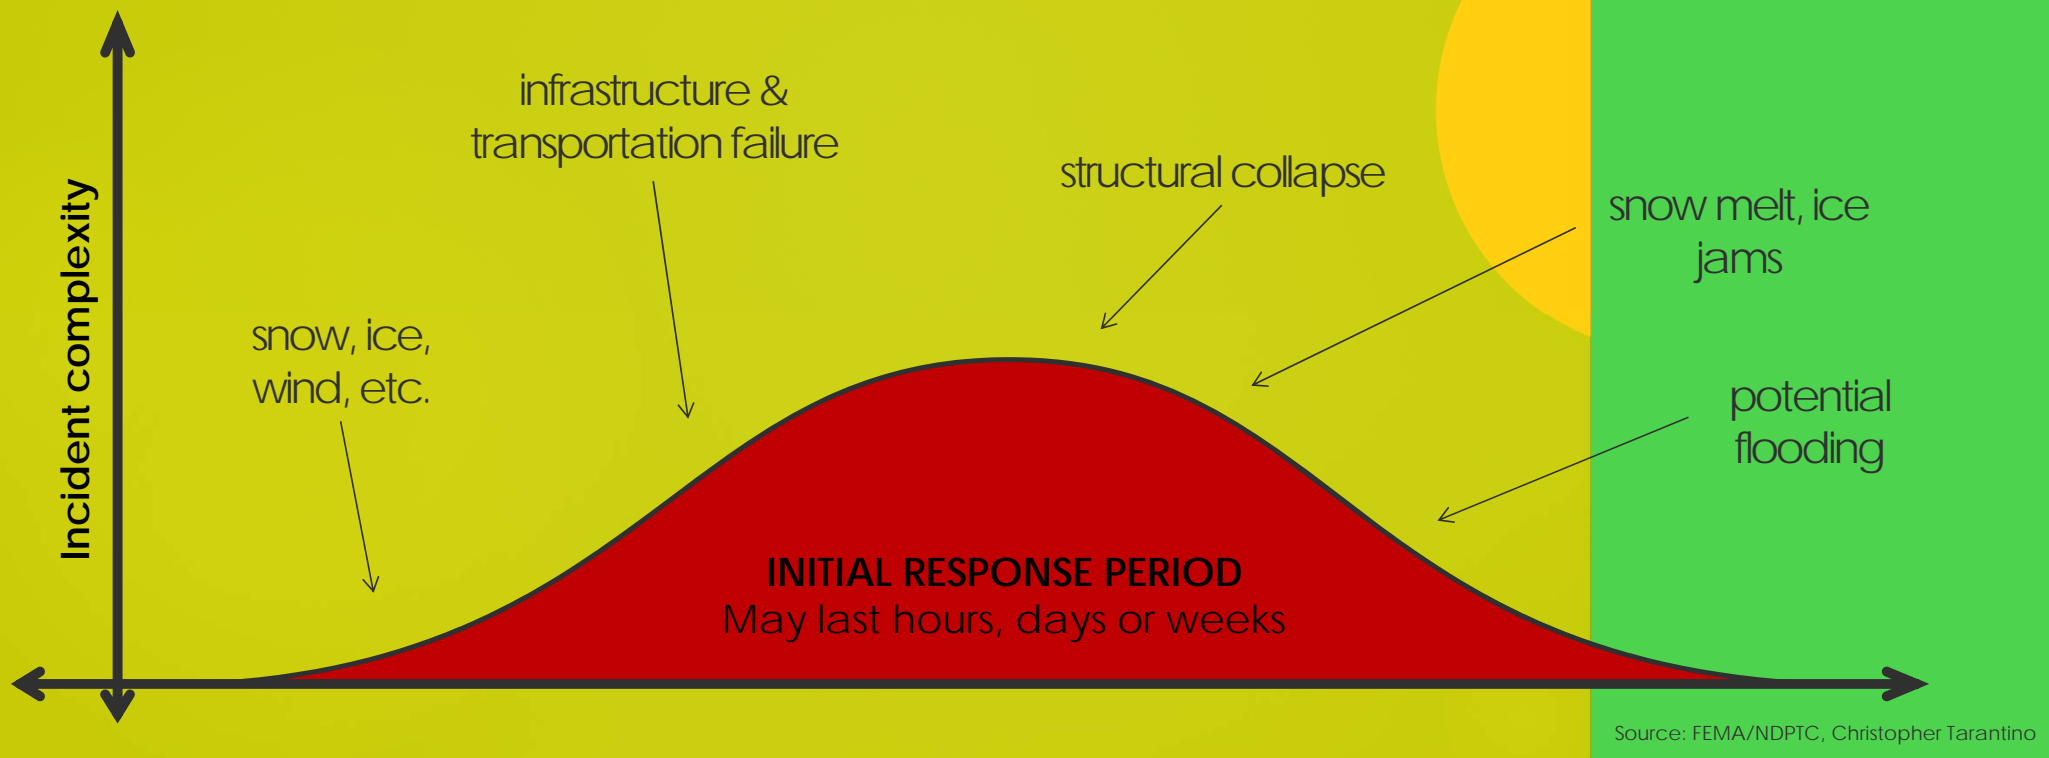 Incident complexity
snow, ice,
wind, etc.
infrastructure &
transportation failure
structural collapse
snow melt, ice
jams
potential
flooding
INITIAL RESPONSE PERIOD
May last hours, days or weeks
Source: FEMA/NDPTC, Christopher Tarantino